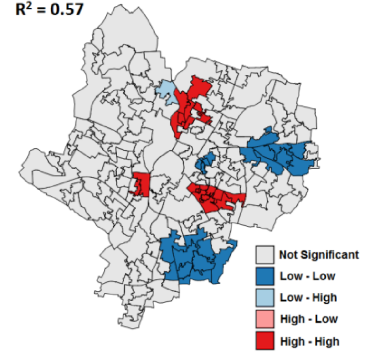 R² = 0.57
Not Significant
Low - Low
Low - High
High - Low
High - High